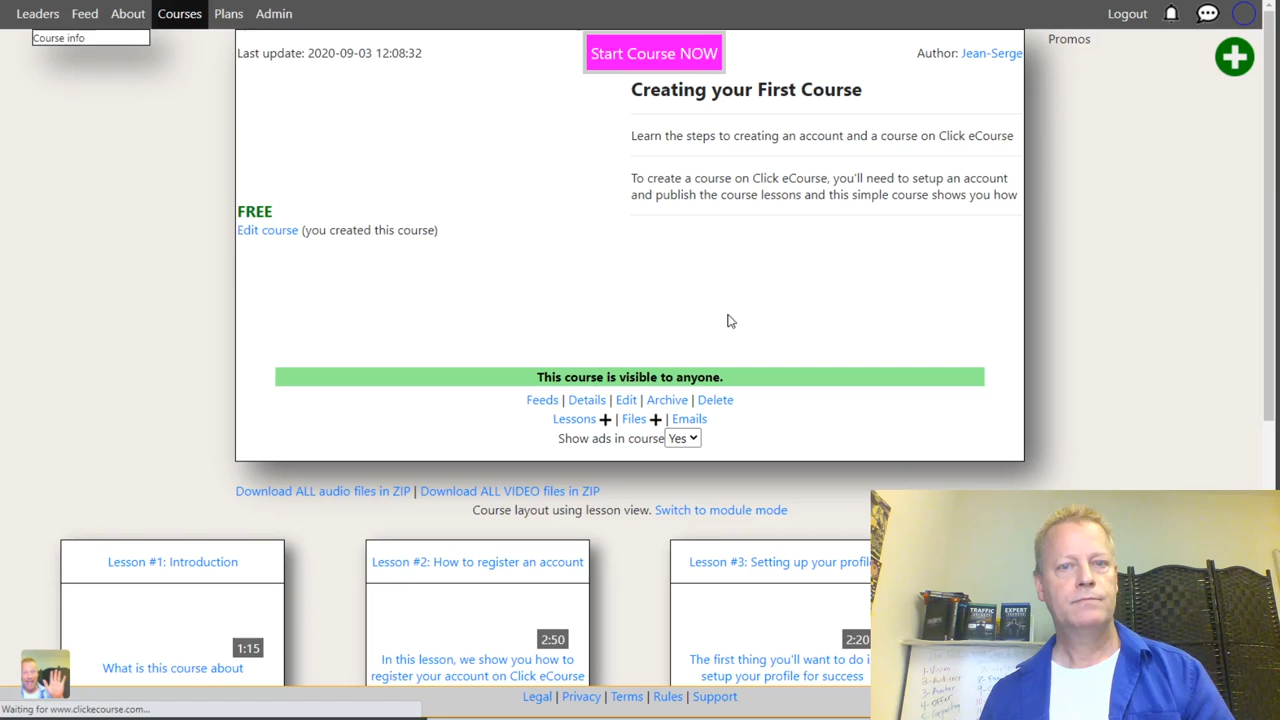 Leaders Feed About Courses Plans Admin Logout
Course info
Promos
Last update: 2020-09-03 12:08:32
Start Course NOW
Author: Jean-Serge
Creating your First Course
Learn the steps to creating an account and a course on Click eCourse
To create a course on Click eCourse, you'll need to setup an account
and publish the course lessons and this simple course shows you how
FREE
Edit course (you created this course)
This course is visible to anyone.
Feeds | Details | Edit | Archive | Delete
Lessons + | Files + | Emails
Show ads in course Yes
Download ALL audio files in ZIP | Download ALL VIDEO files in ZIP
Course layout using lesson view. Switch to module mode
Lesson #1: Introduction
1:15
What is this course about
Lesson #2: How to register an account
2:50
In this lesson, we show you how to
register your account on Click eCourse
Lesson #3: Setting up your profil
2:20
The first thing you'll want to do i
setup your profile for success
TRAFFIC
SECRETS
EXPERT
SECRETS
1-Vision
4-Offer
Legal | Privacy | Terms | Rules | Support
Waiting for www.clickecourse.com...